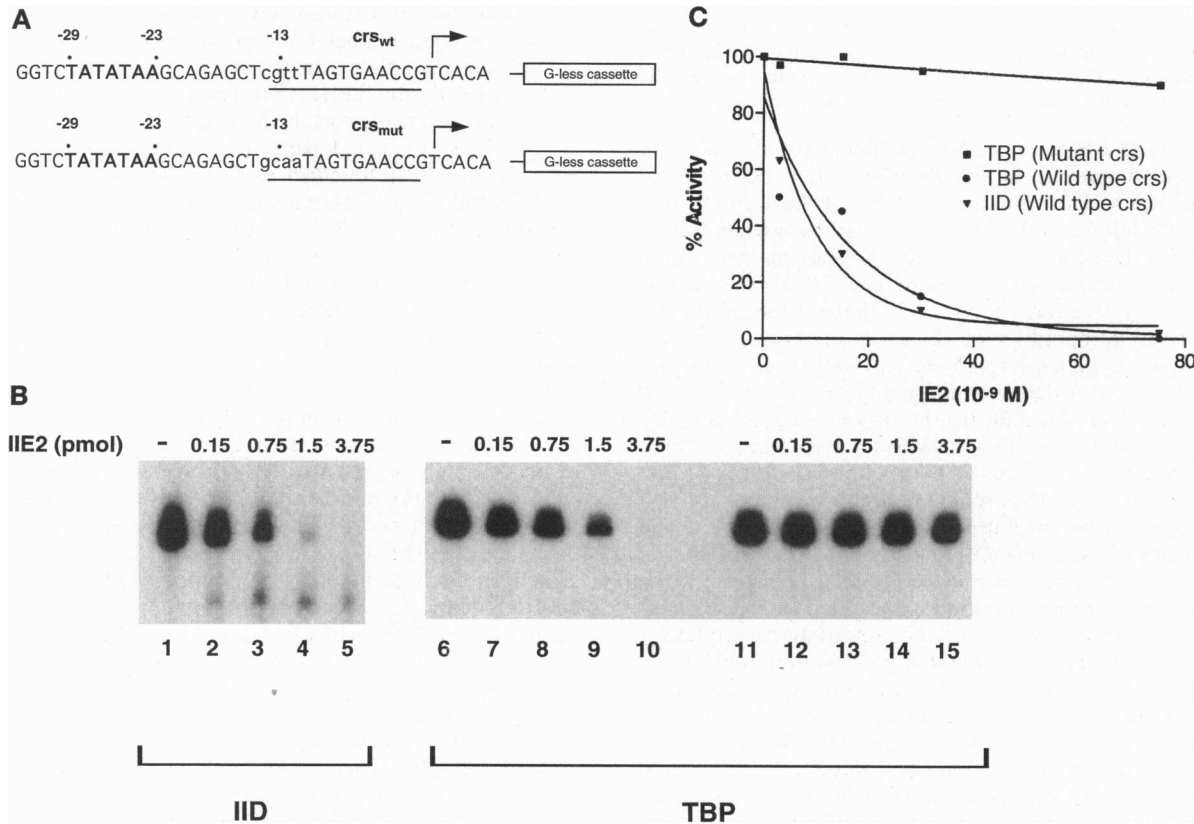 A
-29 -23 -13 crswt
GGTCTATATAAGCAGAGCTCgttTAGTGAACCGTCACA G-less cassette
-29 -23 -13 crsmut
GGTCTATATAAGCAGAGCTgcaaTAGTGAACCGTCACA G-less cassette
C
100
80
60
40
20
0
% Activity
0 20 40 60 80
IE2 (10-9 M)
TBP (Mutant crs)
TBP (Wild type crs)
IID (Wild type crs)
B
IIE2 (pmol) - 0.15 0.75 1.5 3.75 - 0.15 0.75 1.5 3.75 - 0.15 0.75 1.5 3.75
1 2 3 4 5 6 7 8 9 10 11 12 13 14 15
IID TBP